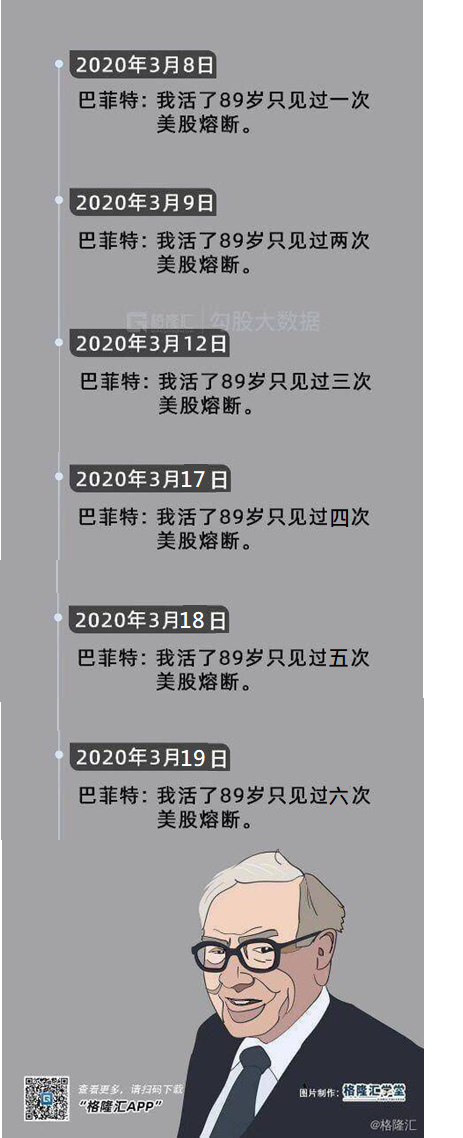 2020年3月8日
巴菲特：我活了89岁只见过一次
美股熔断。
2020年3月9日
巴菲特：我活了89岁只见过两次
美股熔断。
格隆汇 勾股大数据
2020年3月12日
巴菲特：我活了89岁只见过三次
美股熔断。
2020年3月17日
巴菲特：我活了89岁只见过四次
美股熔断。
2020年3月18日
巴菲特：我活了89岁只见过五次
美股熔断。
2020年3月19日
巴菲特：我活了89岁只见过六次
美股熔断。
查看更多，请扫码下载
“格隆汇APP”
图片制作：格隆汇学堂
@格隆汇